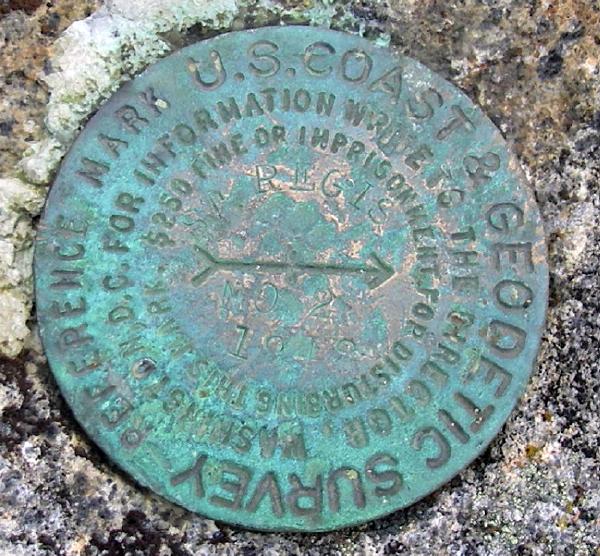 U.S. COAST & GEODETIC SURVEY
REFERENCE MARK
FOR INFORMATION WRITE TO THE DIRECTOR, WASHINGTON, D.C.
$250 FINE OR IMPRISONMENT FOR DISTURBING THIS MARK.
REGIS
NO 2